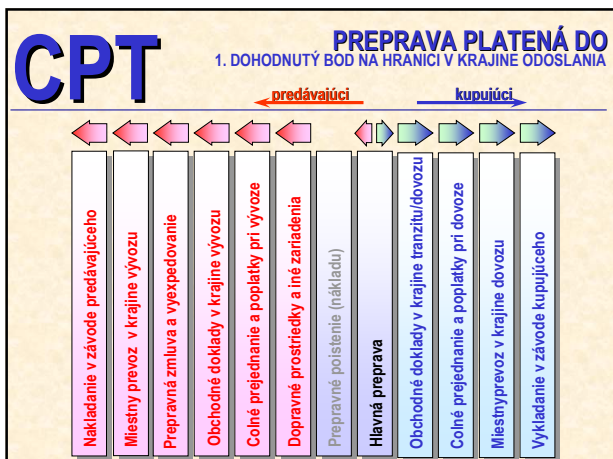 CPT
PREPRAVA PLATENÁ DO
1. DOHODNUTÝ BOD NA HRANICI V KRAJINE ODOSLANIA
predávajúci
kupujúci
Nakladanie v závode predávajúceho
Miestny prevoz v krajine vývozu
Prepravná zmluva a vyexpedovanie
Obchodné doklady v krajine vývozu
Colné prejednanie a poplatky pri vývoze
Dopravné prostriedky a iné zariadenia
Prepravné poistenie (nákladu)
Hlavná preprava
Obchodné doklady v krajine tranzitu/dovozu
Colné prejednanie a poplatky pri dovoze
Miestnyprevoz v krajine dovozu
Vykladanie v závode kupujúceho